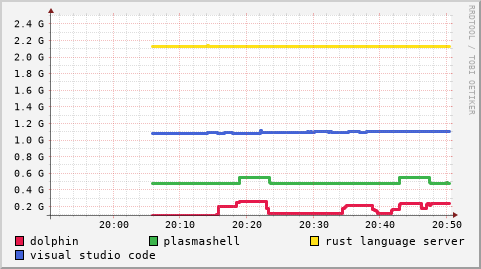 2.4 G
2.2 G
2.0 G
1.8 G
1.6 G
1.4 G
1.2 G
1.0 G
0.8 G
0.6 G
0.4 G
0.2 G
20:00 20:10 20:20 20:30 20:40 20:50
dolphin plasmashell rust language server
visual studio code
RRDTOOL / TOBI OETIKER